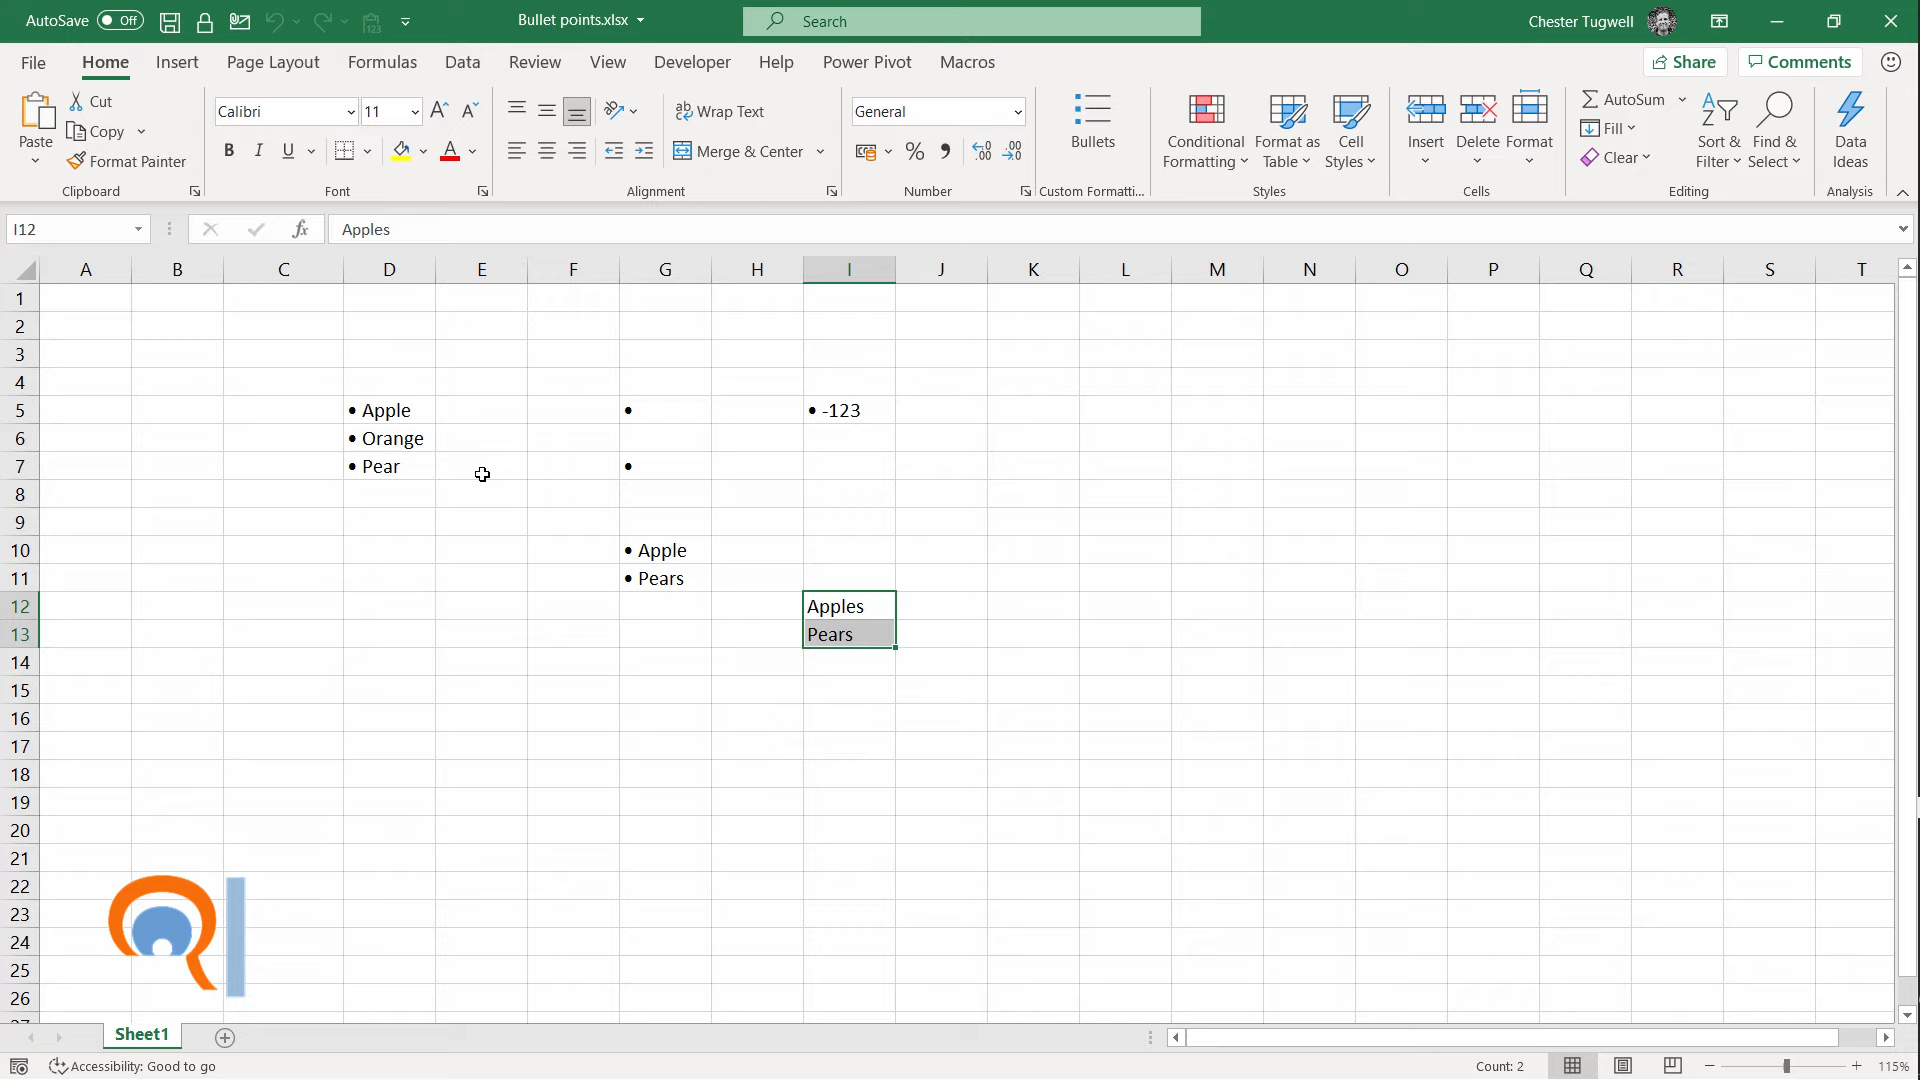 AutoSave Off
Bullet points.xlsx
Search
Chester Tugwell
File Home Insert Page Layout Formulas Data Review View Developer Help Power Pivot Macros
Share
Comments
Paste
Cut
Copy
Format Painter
Clipboard
Calibri 11
B I U
Font
Wrap Text
Merge & Center
Alignment
General
Number
Bullets
Custom Formatti...
Conditional Formatting
Format as Table
Cell Styles
Styles
Insert Delete Format
Cells
AutoSum
Fill
Clear
Sort & Filter
Find & Select
Editing
Data Ideas
Analysis
I12
fx
Apples
A B C D E F G H I J K L M N O P Q R S T
1
2
3
4
5 • Apple • • -123
6 • Orange
7 • Pear •
8
9
10 • Apple
11 • Pears
12 Apples
13 Pears
14
15
16
17
18
19
20
21
22
23
24
25
26
Sheet1
Accessibility: Good to go
Count: 2
115%